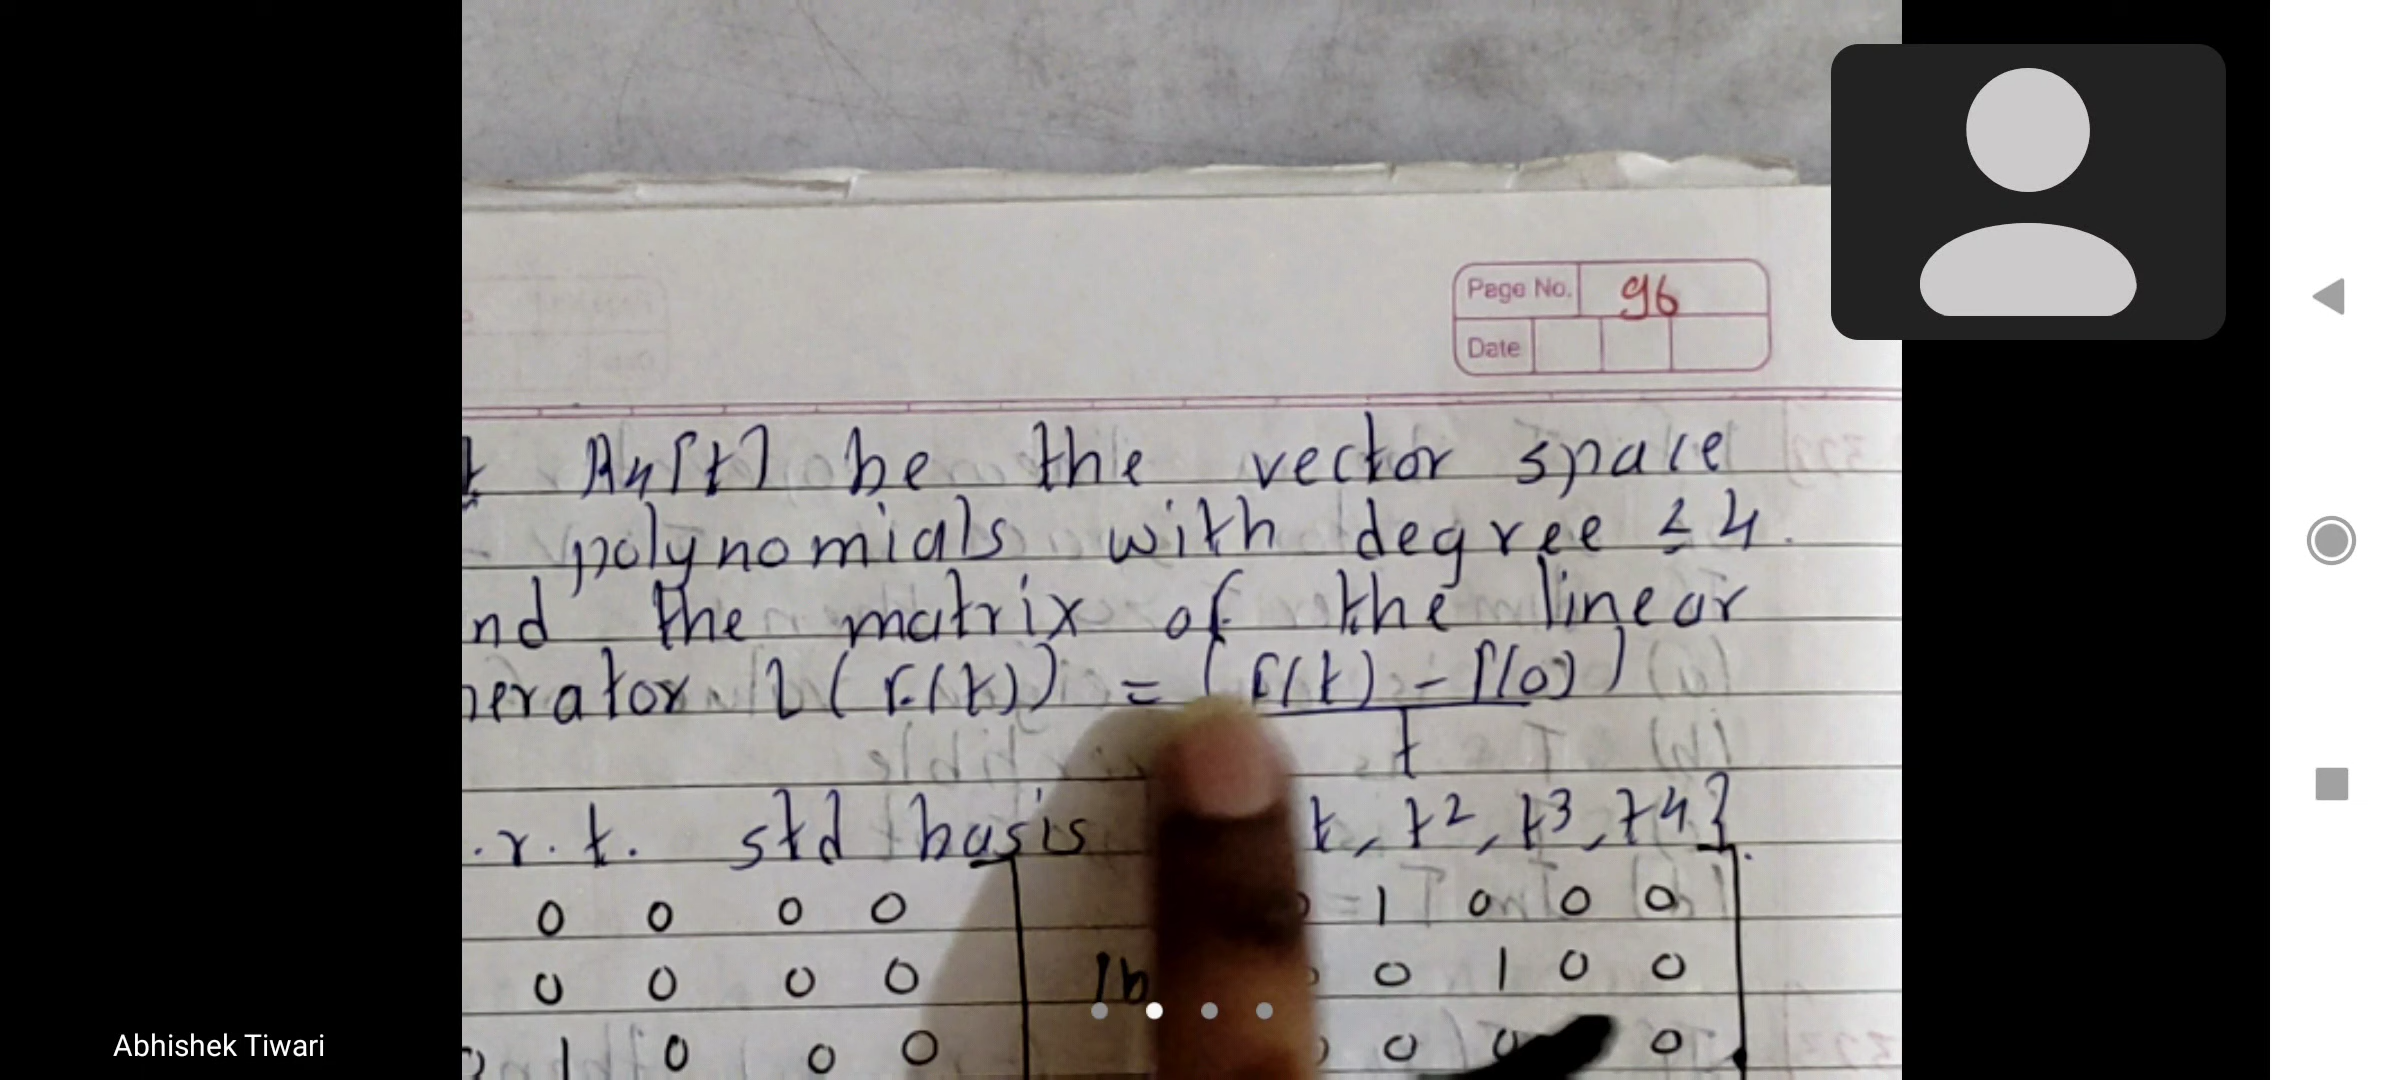 Page No. 96
Date
P4[t] be the vector space
polynomials with degree ≤ 4.
nd the matrix of the linear
erator L(f(t)) = (f(t) - f(0))
t
.r.t. std basis t, t2, t3, t4}.
0 0 0 0
1 0 0 0
0 0 0 0
(b)
0 1 0 0
1 0 0 0
0 0
Abhishek Tiwari